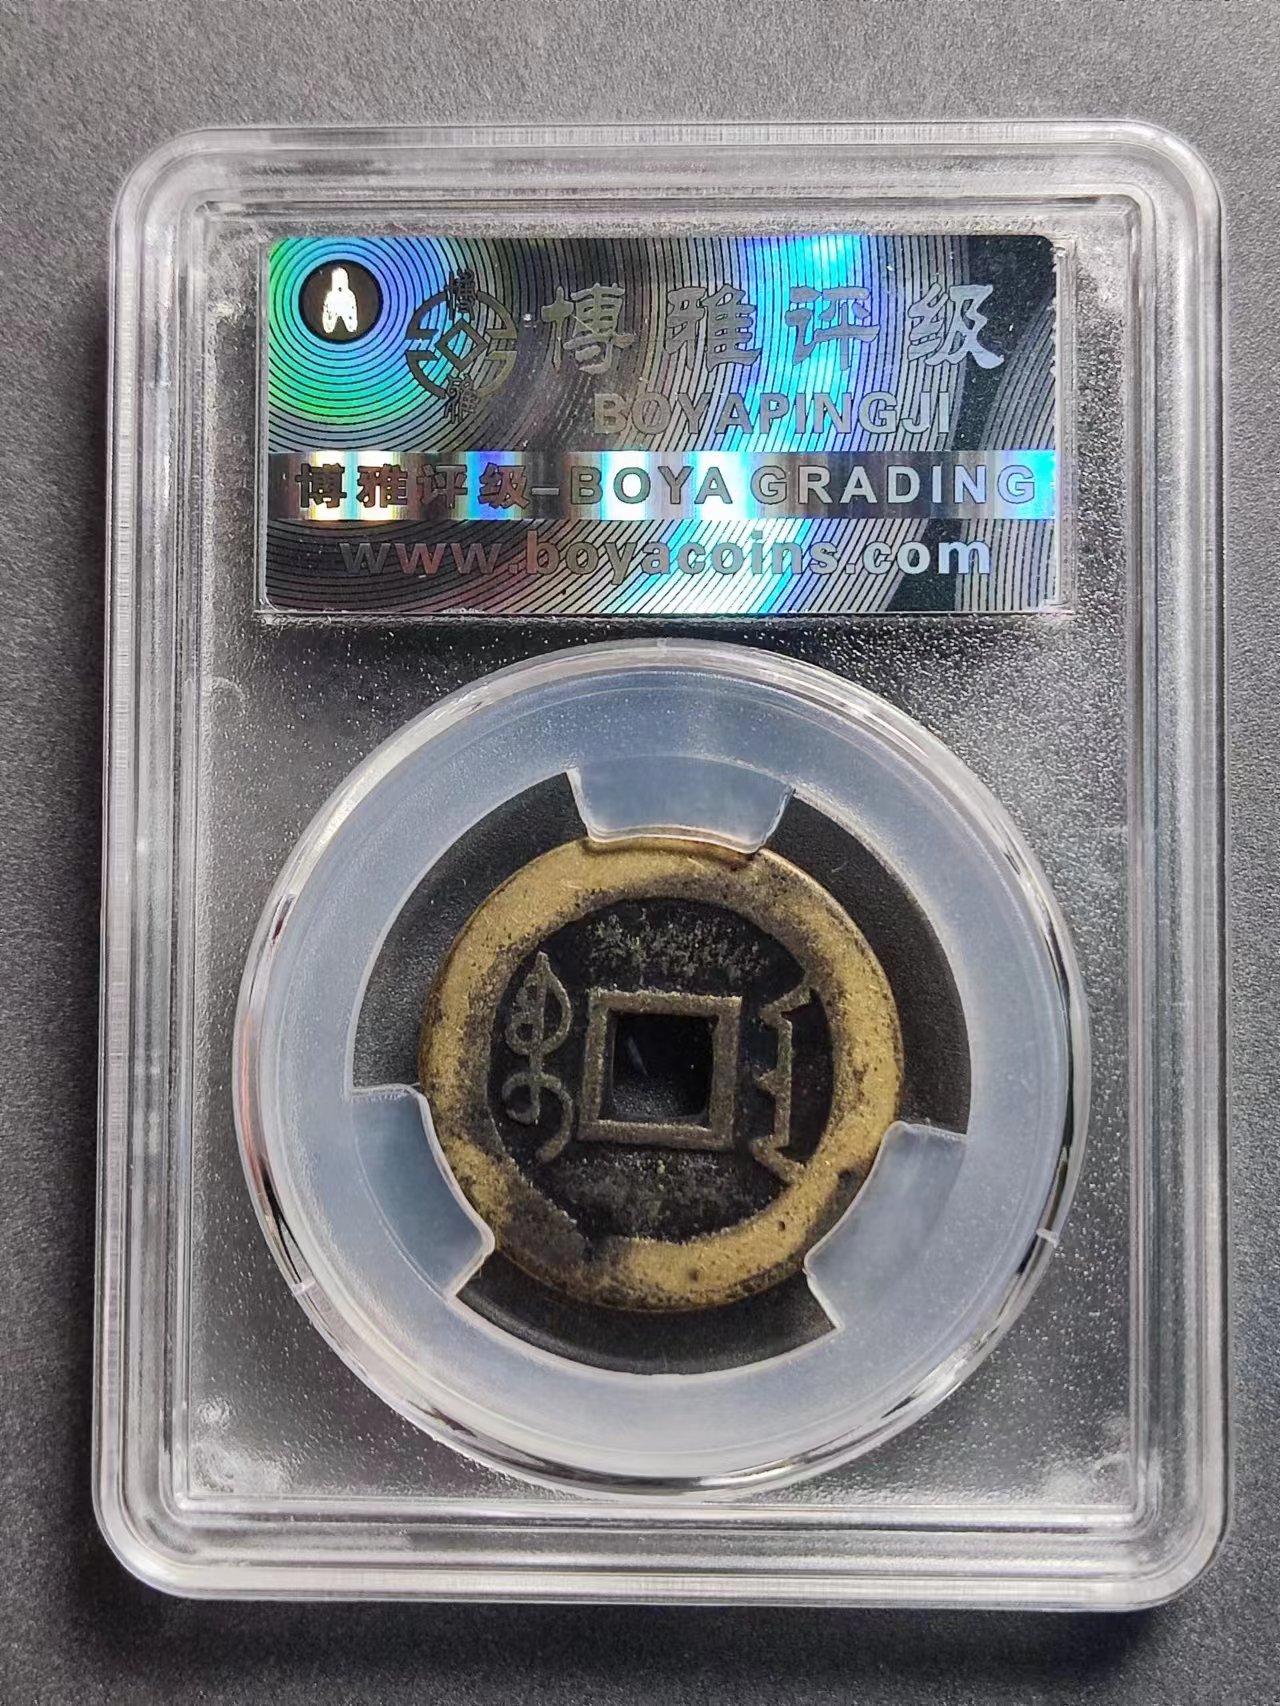 博雅评级
BOYAPINGJI
博雅评级–BOYA GRADING
www.boyacoins.com